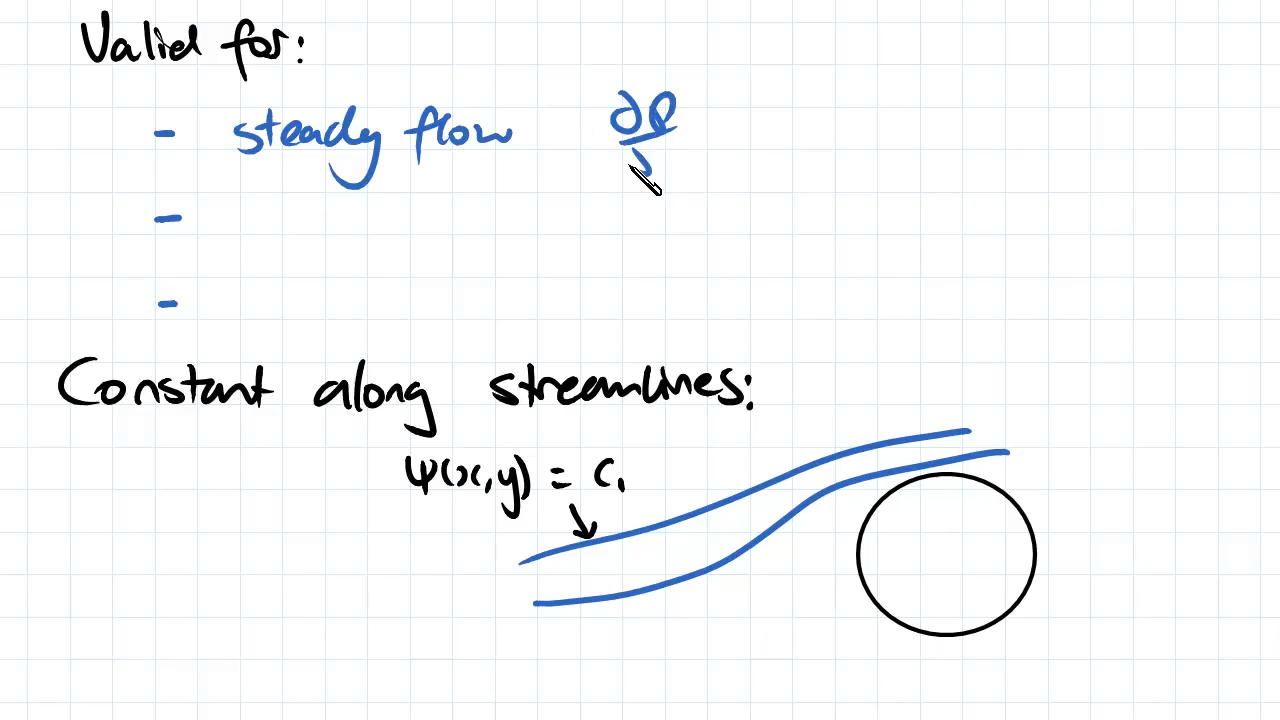 Valid for:
- steady flow ∂ρ
-
-
Constant along streamlines:
ψ(x,y) = C₁